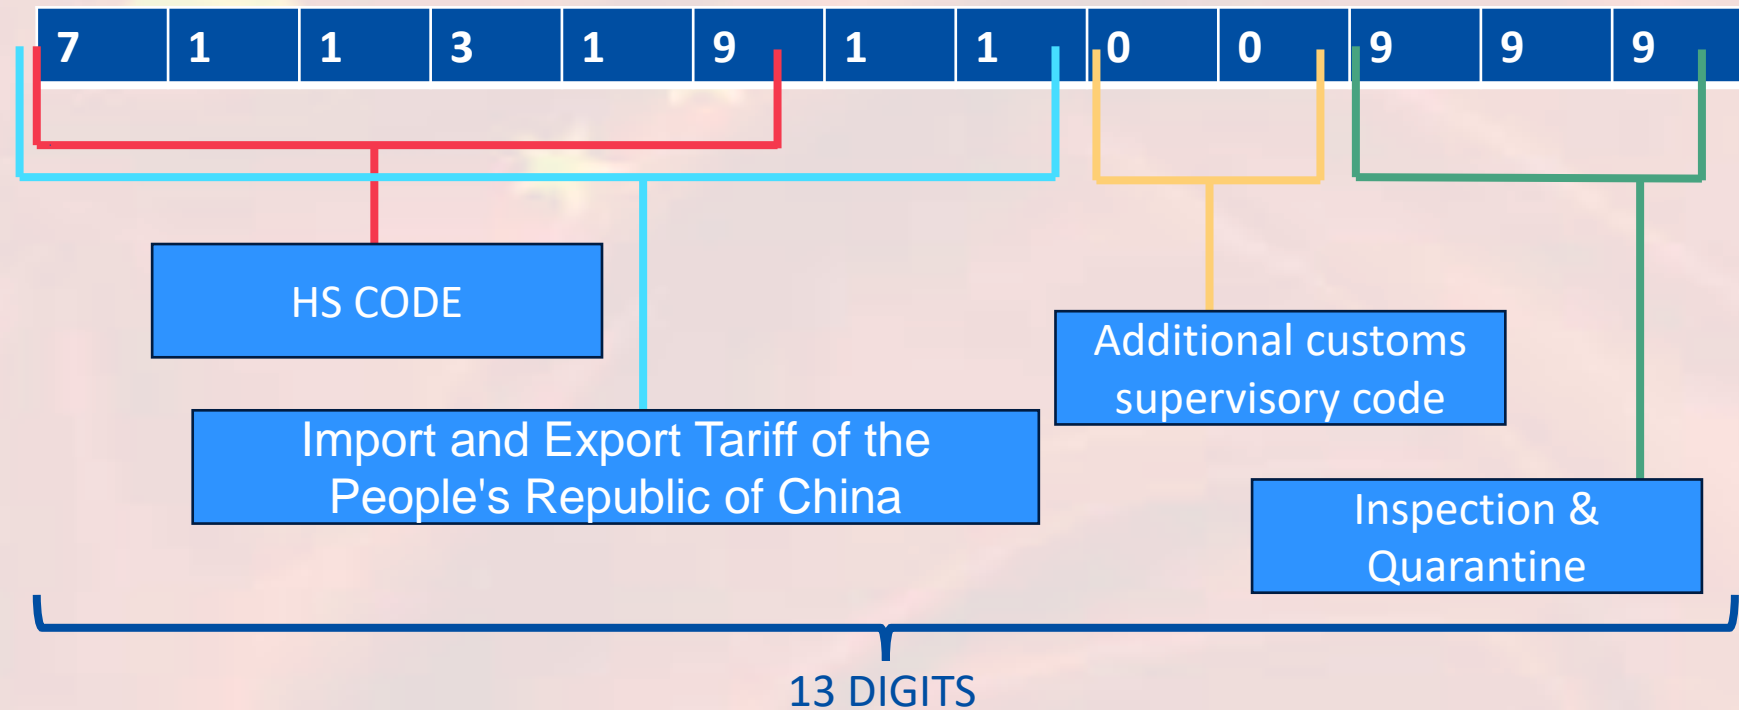 7 1 1 3 1 9 1 1 0 0 9 9 9
HS CODE
Additional customs
supervisory code
Import and Export Tariff of the
People's Republic of China
Inspection &
Quarantine
13 DIGITS